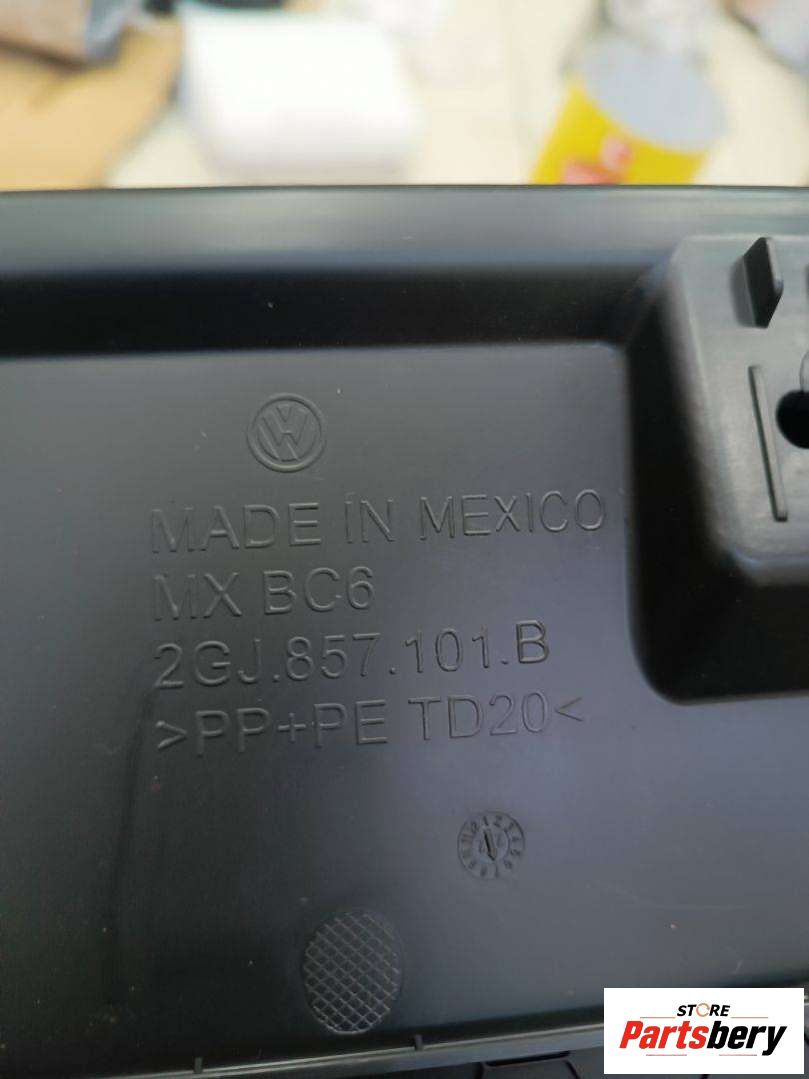 MADE IN MEXICO
MX BC6
2GJ.857.101.B
>PP+PE TD20<
STORE
Partsbery